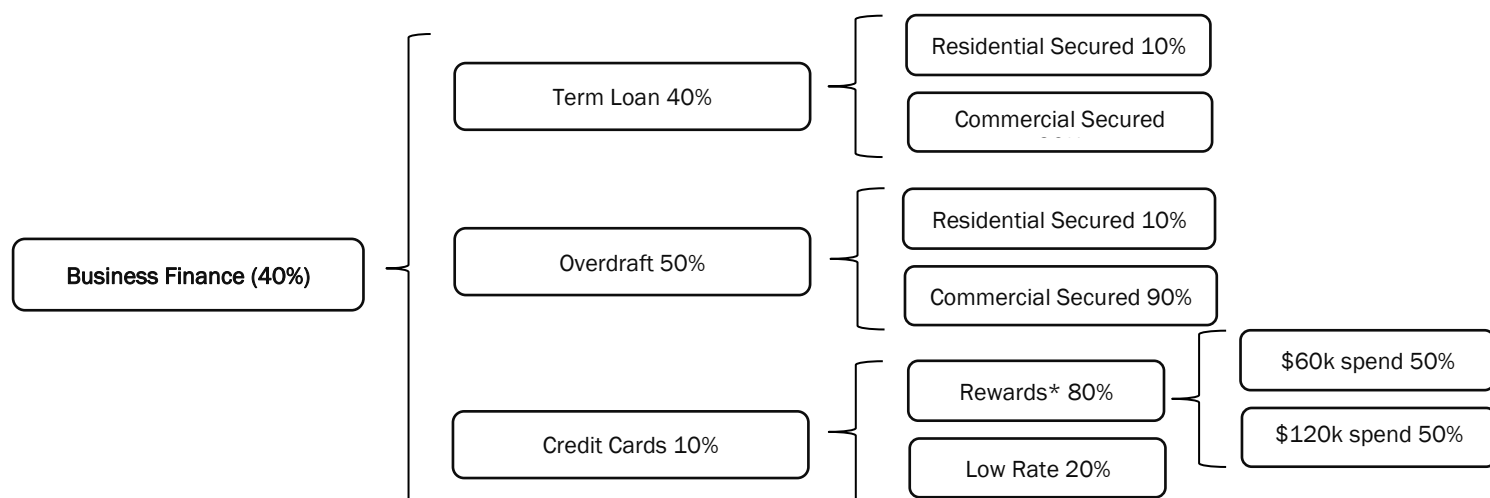 Business Finance (40%)
Term Loan 40%
Residential Secured 10%
Commercial Secured
Overdraft 50%
Residential Secured 10%
Commercial Secured 90%
Credit Cards 10%
Rewards* 80%
$60k spend 50%
$120k spend 50%
Low Rate 20%